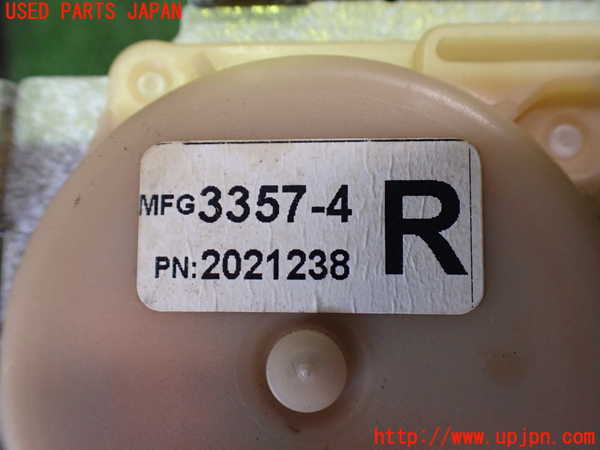 USED PARTS JAPAN
MFG 3357-4
PN: 2021238
R
http://www.upjpn.com/